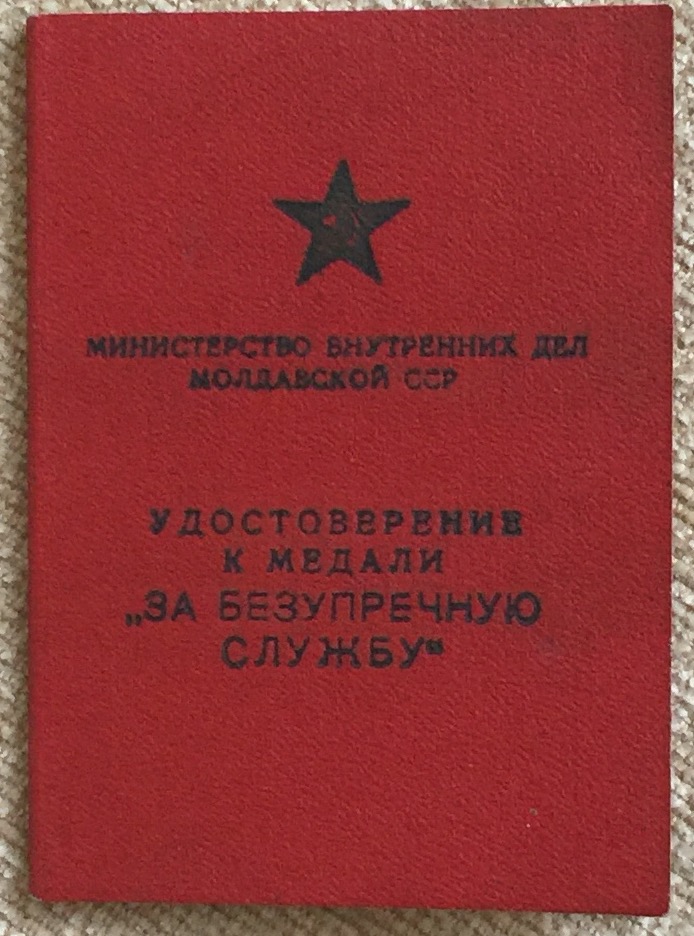 МИНИСТЕРСТВО ВНУТРЕННИХ ДЕЛ
МОЛДАВСКОЙ ССР
УДОСТОВЕРЕНИЕ
К МЕДАЛИ
„ЗА БЕЗУПРЕЧНУЮ
СЛУЖБУ“